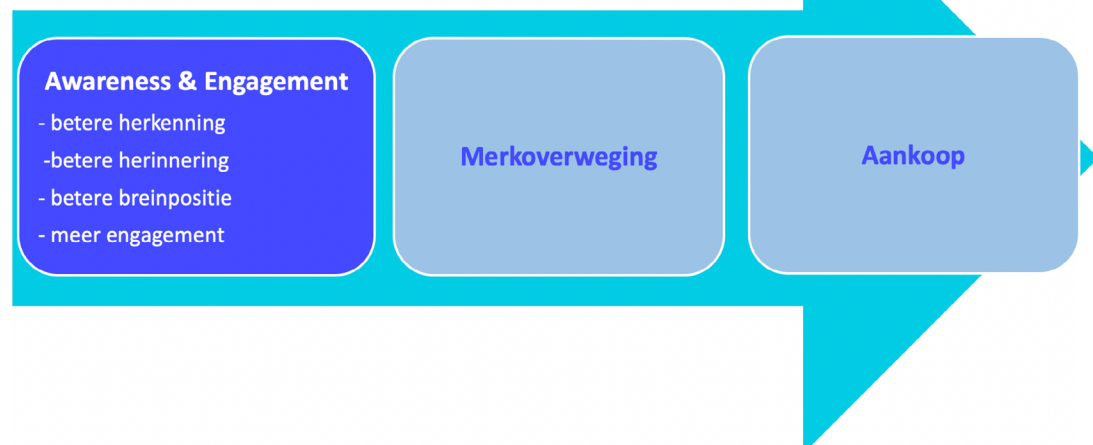 Awareness & Engagement
- betere herkenning
-betere herinnering
- betere breinpositie
- meer engagement
Merkoverweging
Aankoop